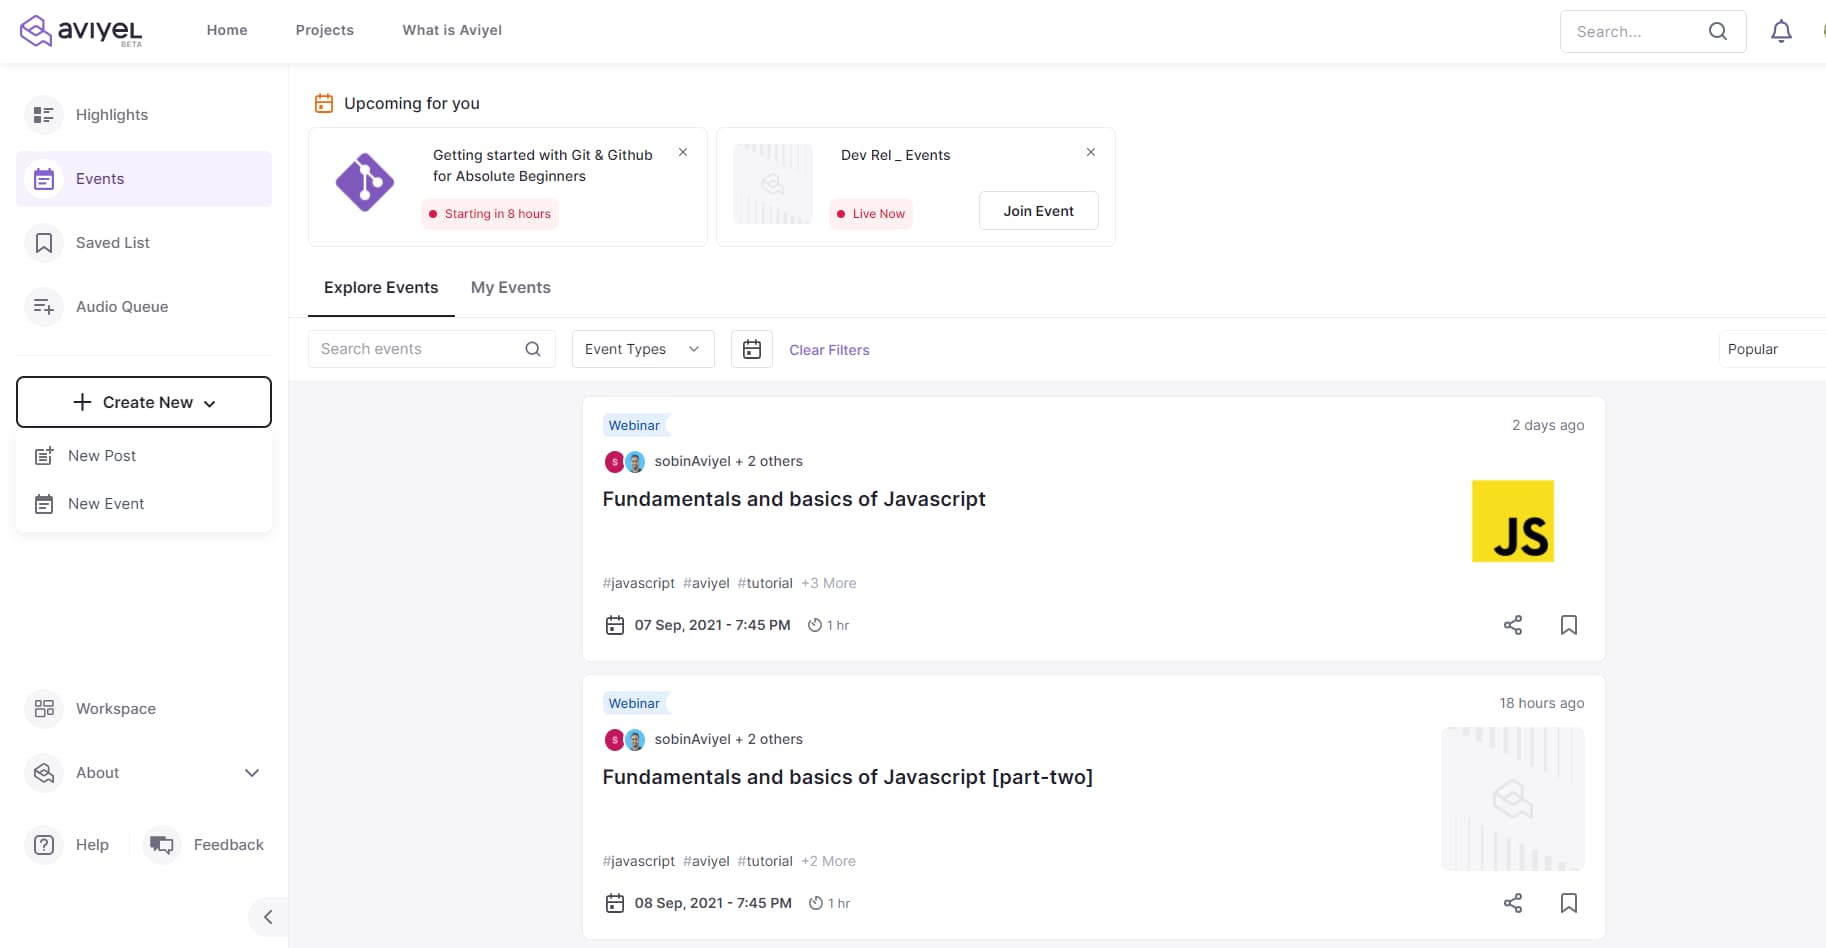 aviyel
BETA
Home
Projects
What is Aviyel
Search...
Highlights
Events
Saved List
Audio Queue
Create New
New Post
New Event
Workspace
About
Help
Feedback
Upcoming for you
Getting started with Git & Github
for Absolute Beginners
Starting in 8 hours
Dev Rel _ Events
Live Now
Join Event
Explore Events
My Events
Search events
Event Types
Clear Filters
Popular
Webinar
2 days ago
S
sobinAviyel + 2 others
Fundamentals and basics of Javascript
JS
#javascript #aviyel #tutorial +3 More
07 Sep, 2021 - 7:45 PM
1 hr
Webinar
18 hours ago
S
sobinAviyel + 2 others
Fundamentals and basics of Javascript [part-two]
#javascript #aviyel #tutorial +2 More
08 Sep, 2021 - 7:45 PM
1 hr